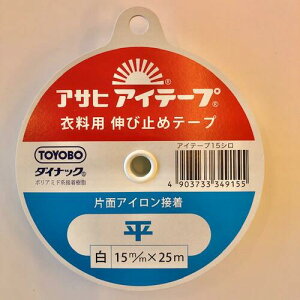 アサヒ アイテープ®
衣料用 伸び止めテープ
TOYOBO
ダイナック®
ポリアミド系接着樹脂
アイテープ15シロ
4 903733 349155
片面アイロン接着
平
白 15m/m×25m